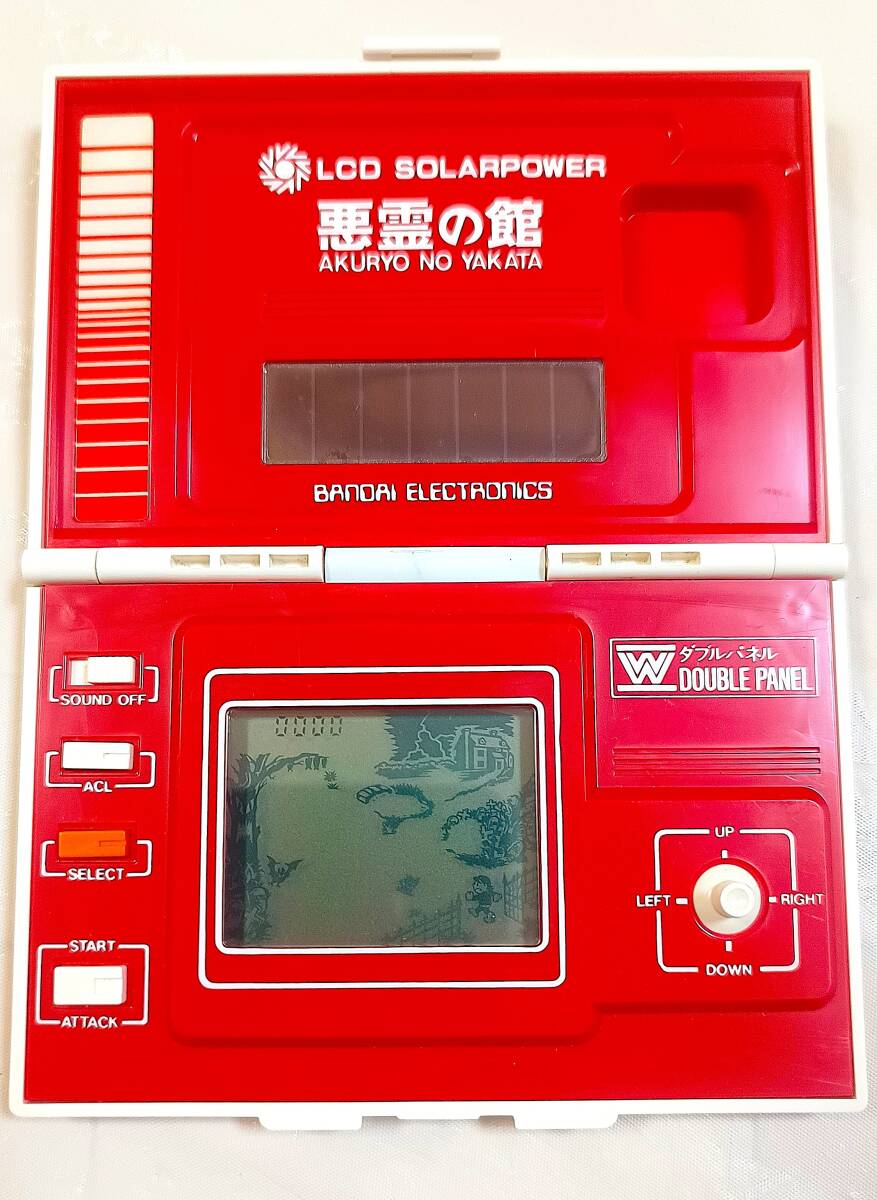 LCD SOLARPOWER
悪霊の館
AKURYO NO YAKATA
BANDAI ELECTRONICS
W ダブルパネル
DOUBLE PANEL
SOUND OFF
ACL
SELECT
START
ATTACK
0000
UP
LEFT
RIGHT
DOWN